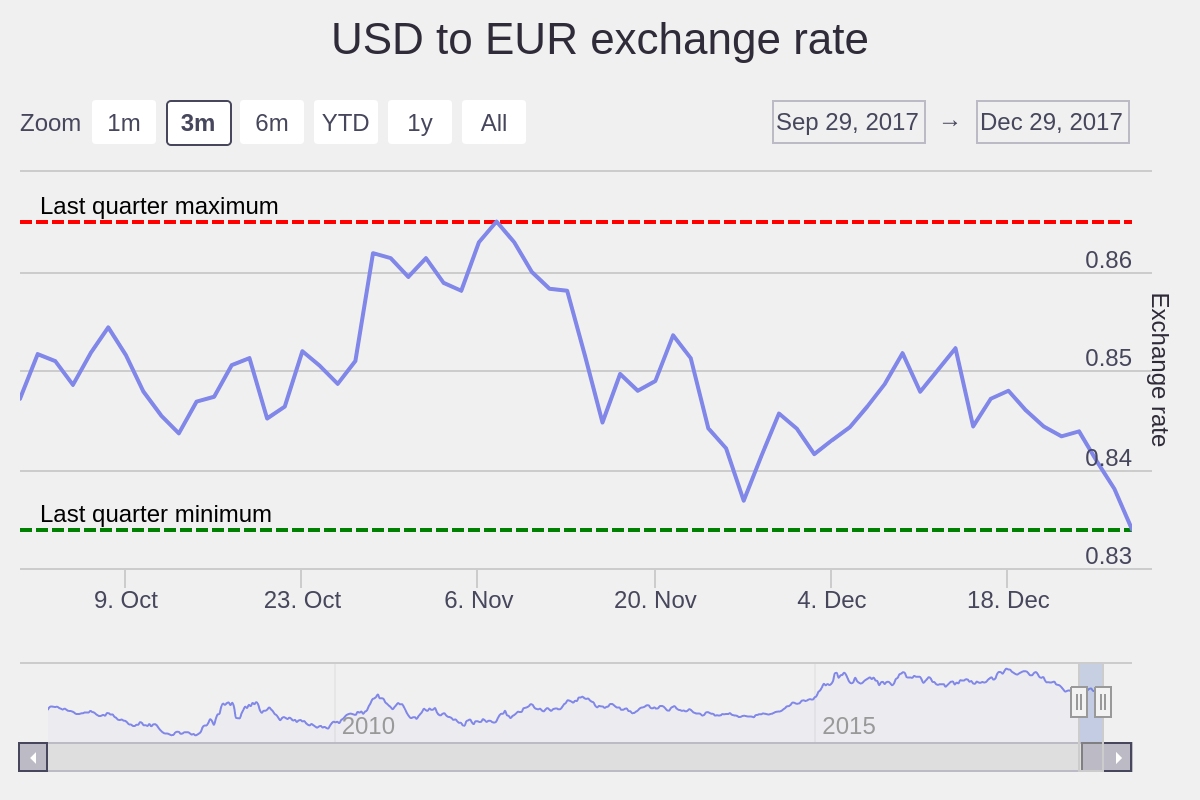 USD to EUR exchange rate
Zoom 1m 3m 6m YTD 1y All Sep 29, 2017 → Dec 29, 2017
Last quarter maximum
0.86
0.85
0.84
Last quarter minimum
0.83
Exchange rate
9. Oct 23. Oct 6. Nov 20. Nov 4. Dec 18. Dec
2010 2015